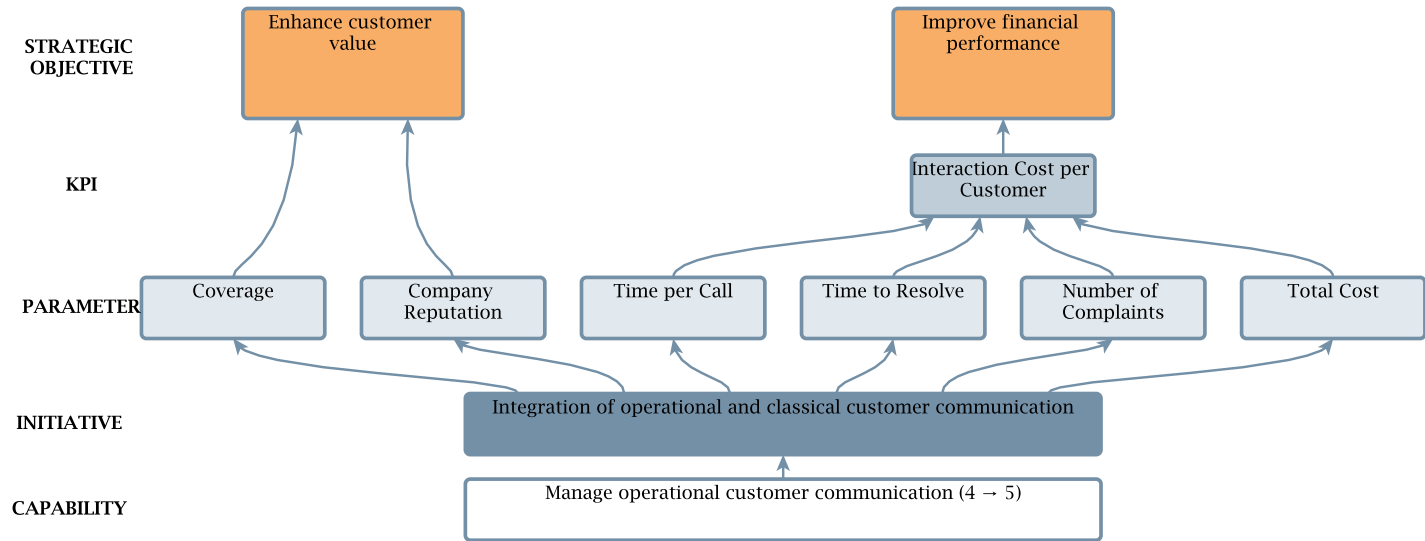 STRATEGIC
OBJECTIVE
Enhance customer
value
Improve financial
performance
KPI
Interaction Cost per
Customer
PARAMETER
Coverage
Company
Reputation
Time per Call
Time to Resolve
Number of
Complaints
Total Cost
INITIATIVE
Integration of operational and classical customer communication
CAPABILITY
Manage operational customer communication (4 → 5)